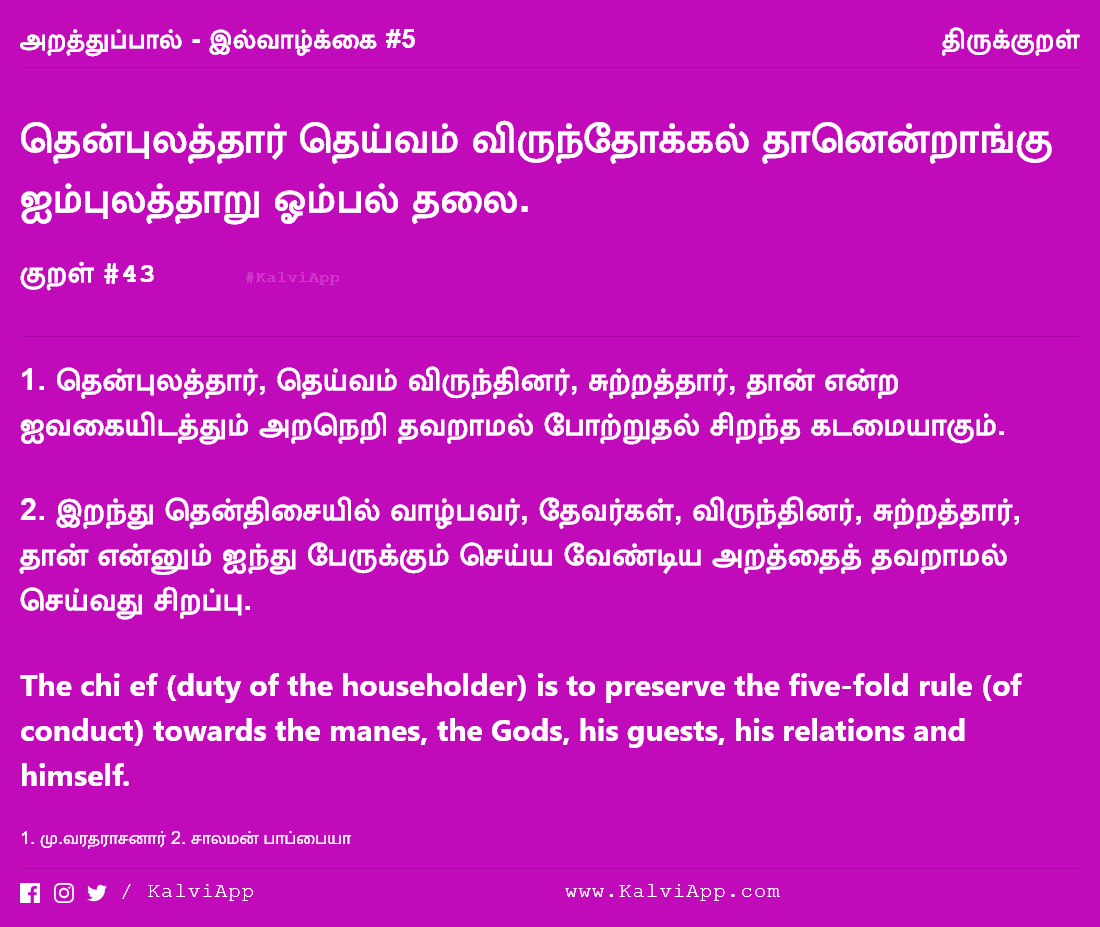 அறத்துப்பால் - இல்வாழ்க்கை #5
திருக்குறள்
தென்புலத்தார் தெய்வம் விருந்தோக்கல் தானென்றாங்கு
ஐம்புலத்தாறு ஓம்பல் தலை.
குறள் #43
#KalviApp
1. தென்புலத்தார், தெய்வம் விருந்தினர், சுற்றத்தார், தான் என்ற
ஐவகையிடத்தும் அறநெறி தவறாமல் போற்றுதல் சிறந்த கடமையாகும்.
2. இறந்து தென்திசையில் வாழ்பவர், தேவர்கள், விருந்தினர், சுற்றத்தார்,
தான் என்னும் ஐந்து பேருக்கும் செய்ய வேண்டிய அறத்தைத் தவறாமல்
செய்வது சிறப்பு.
The chi ef (duty of the householder) is to preserve the five-fold rule (of
conduct) towards the manes, the Gods, his guests, his relations and
himself.
1. மு.வரதராசனார் 2. சாலமன் பாப்பையா
/ KalviApp
www.KalviApp.com